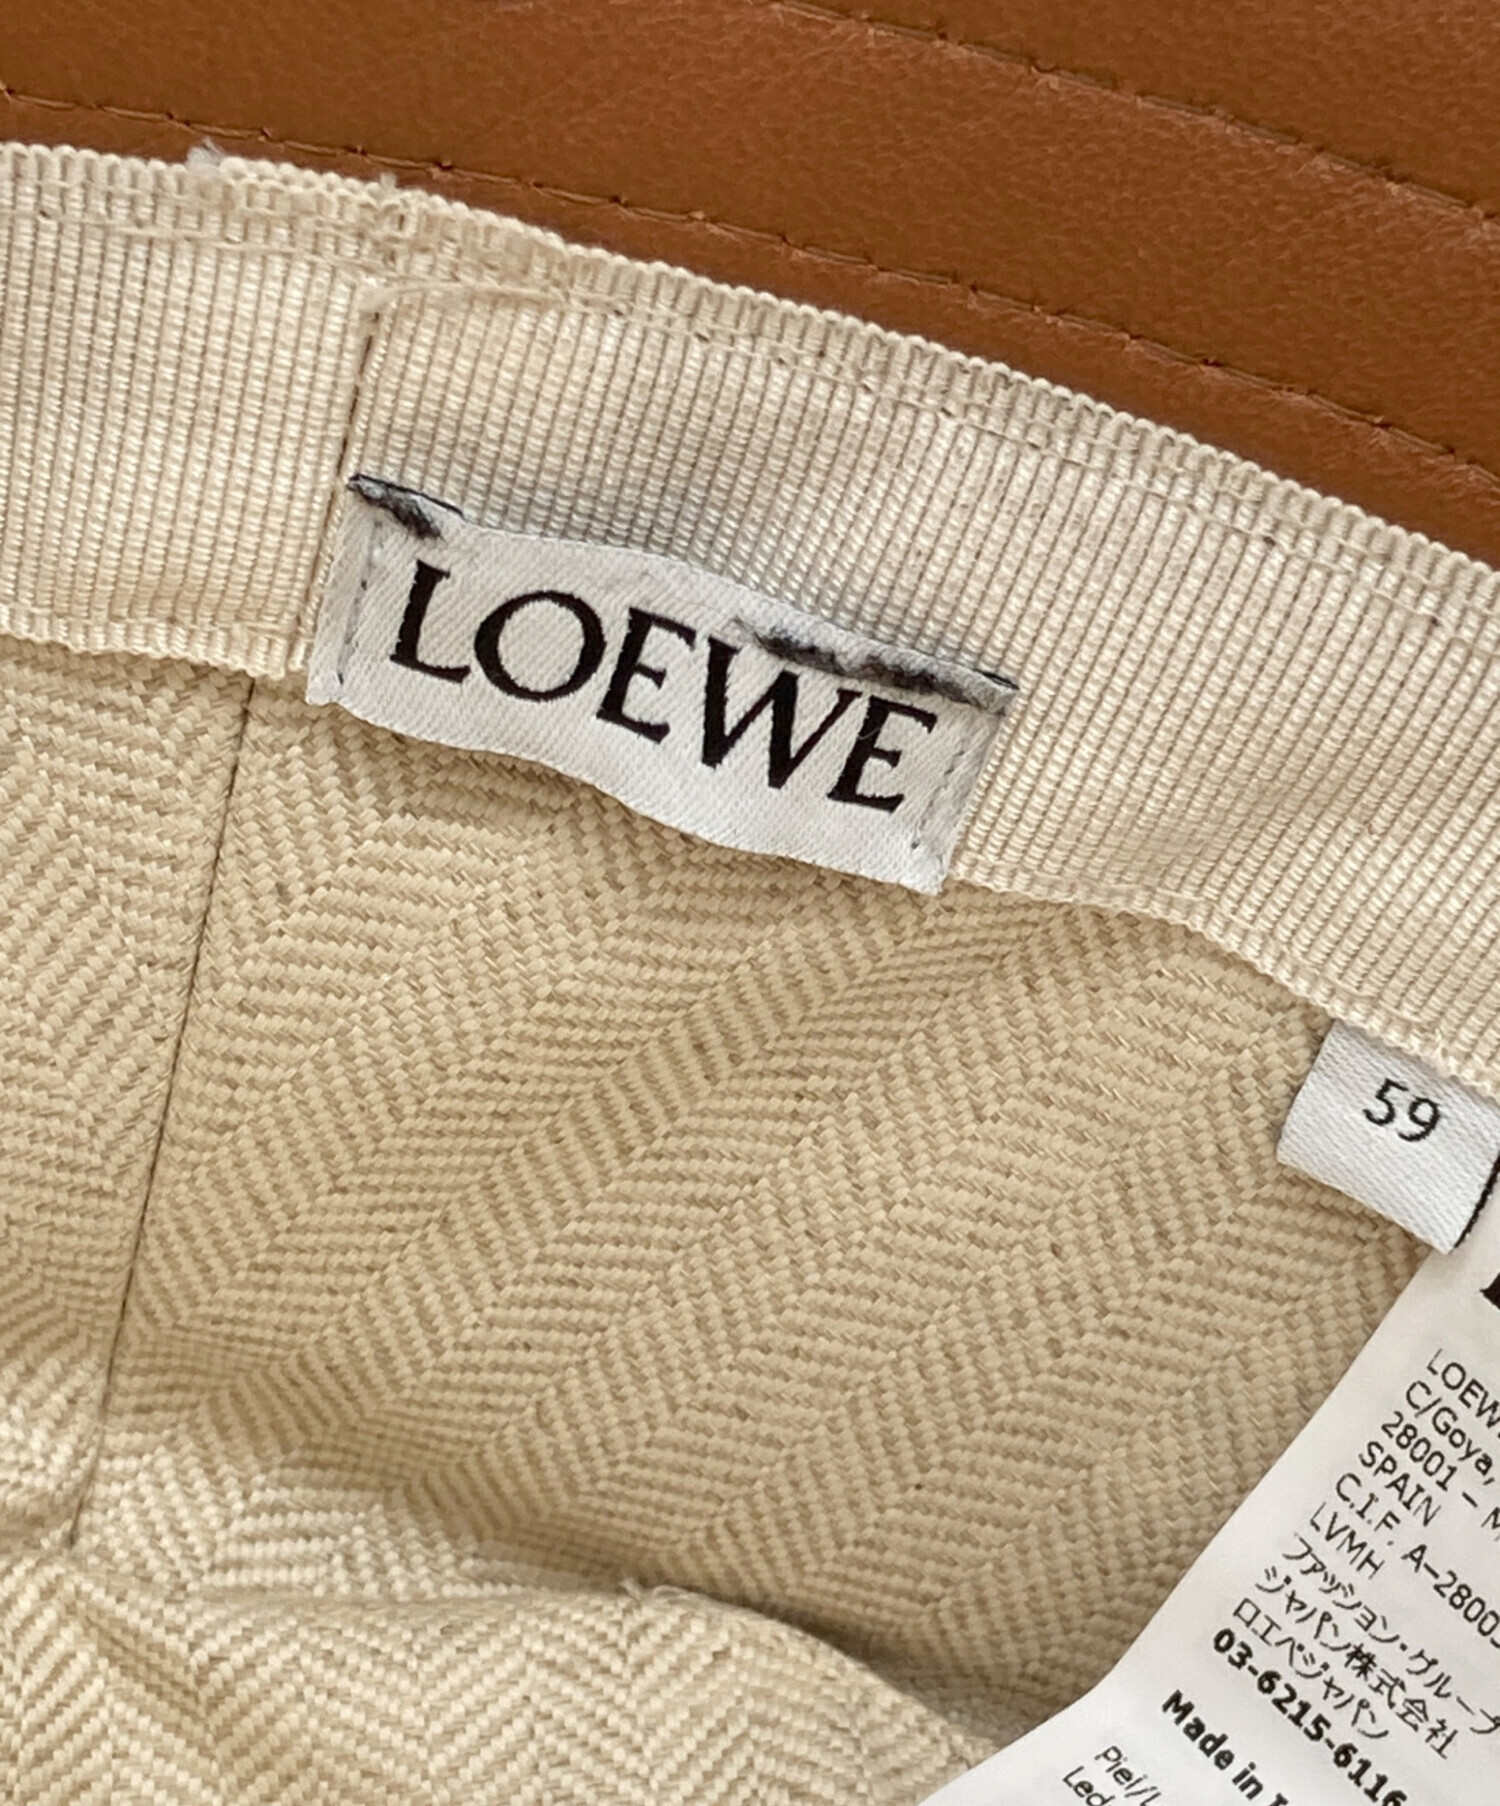 LOEWE
59
LOEW
C/Goya,
28001 –
SPAIN
C.I.F. A-2800
LVMH
ファッション・グループ
ジャパン株式会社
ロエベジャパン
03-6215-6116
Made in
Piel/L
Led